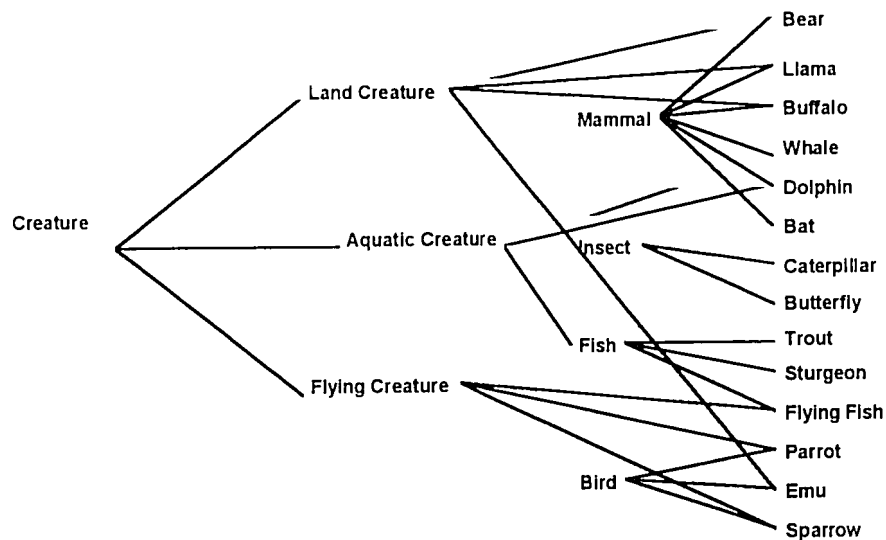 Bear
Llama
Land Creature
Buffalo
Mammal
Whale
Dolphin
Creature
Bat
Aquatic Creature
Insect
Caterpillar
Butterfly
Trout
Fish
Sturgeon
Flying Creature
Flying Fish
Parrot
Bird
Emu
Sparrow